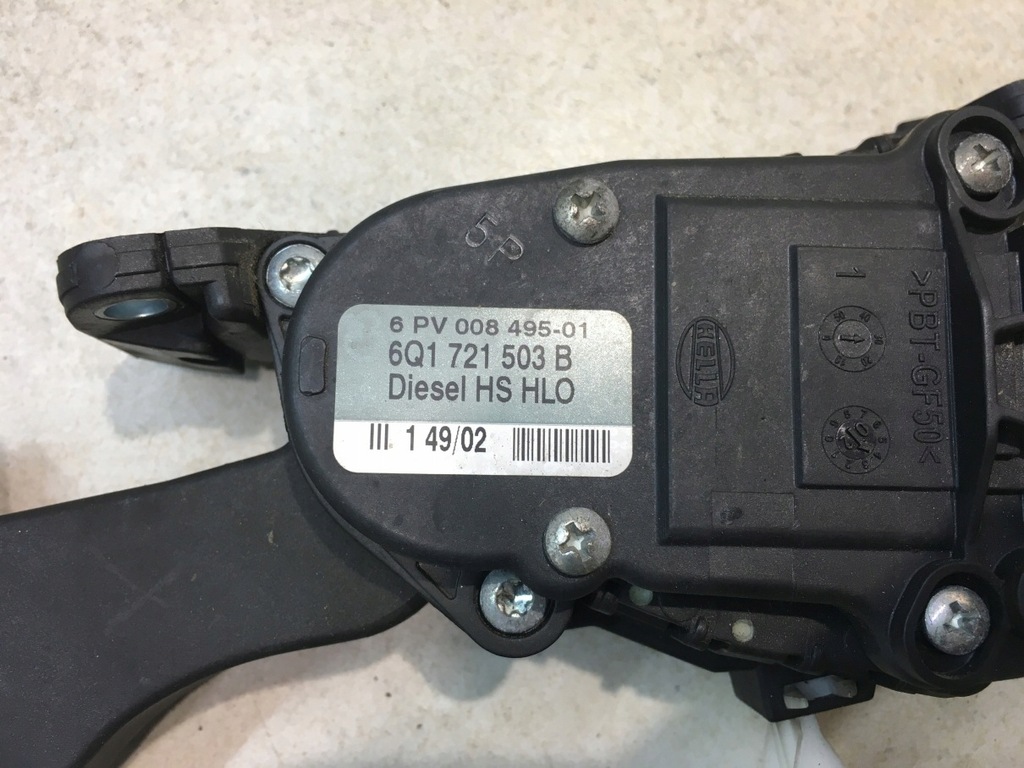 5P
6 PV 008 495-01
6Q1 721 503 B
Diesel HS HLO
III 1 49/02
HELLA
1
>PBT-GF50<